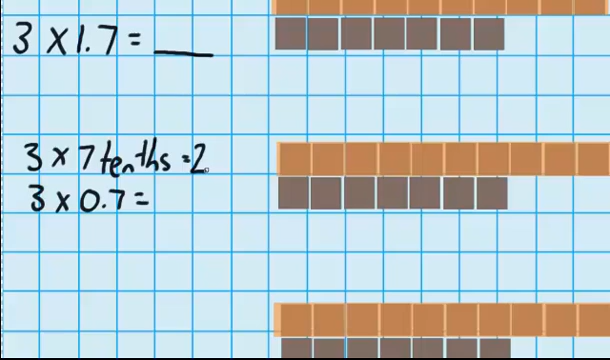 3 x 1.7 = ___
3 x 7 tenths = 2
3 x 0.7 =